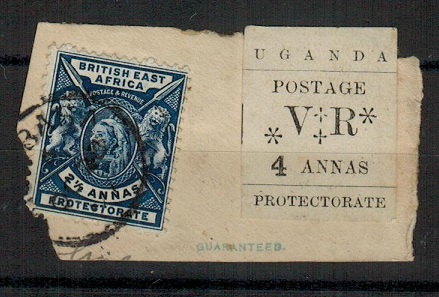 BRITISH EAST
AFRICA
POSTAGE & REVENUE
2½ ANNAS
PROTECTORATE
UGANDA
POSTAGE
*V‡R*
4 ANNAS
PROTECTORATE
GUARANTEED.